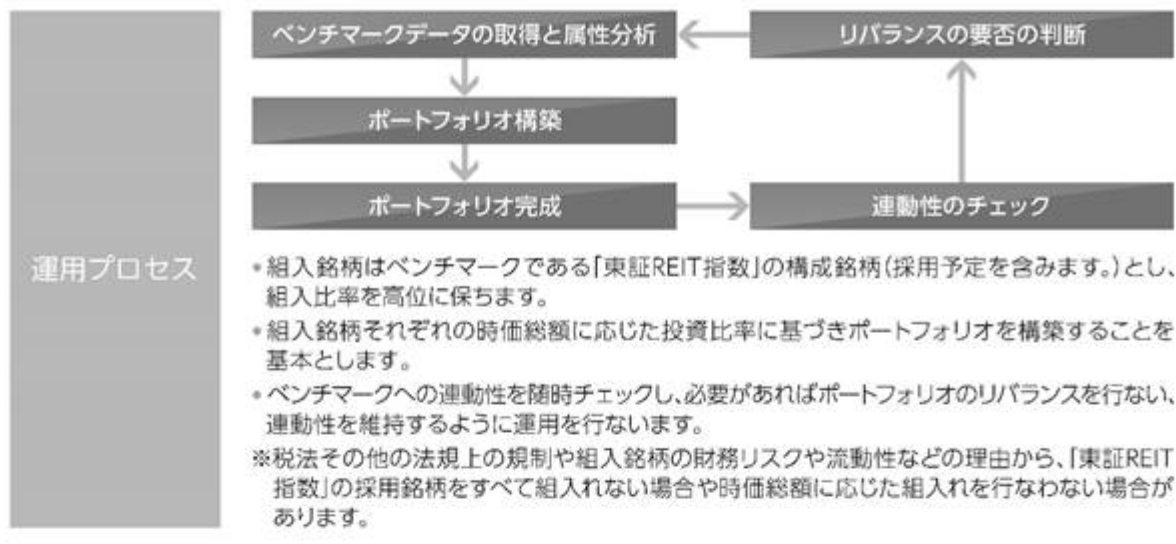 運用プロセス
ベンチマークデータの取得と属性分析
リバランスの要否の判断
ポートフォリオ構築
ポートフォリオ完成
連動性のチェック
●組入銘柄はベンチマークである「東証REIT指数」の構成銘柄(採用予定を含みます。)とし、
組入比率を高位に保ちます。
●組入銘柄それぞれの時価総額に応じた投資比率に基づきポートフォリオを構築することを
基本とします。
●ベンチマークへの連動性を随時チェックし、必要があればポートフォリオのリバランスを行ない、
連動性を維持するように運用を行ないます。
※税法その他の法規上の規制や組入銘柄の財務リスクや流動性などの理由から、「東証REIT
指数」の採用銘柄をすべて組入れない場合や時価総額に応じた組入れを行なわない場合が
あります。